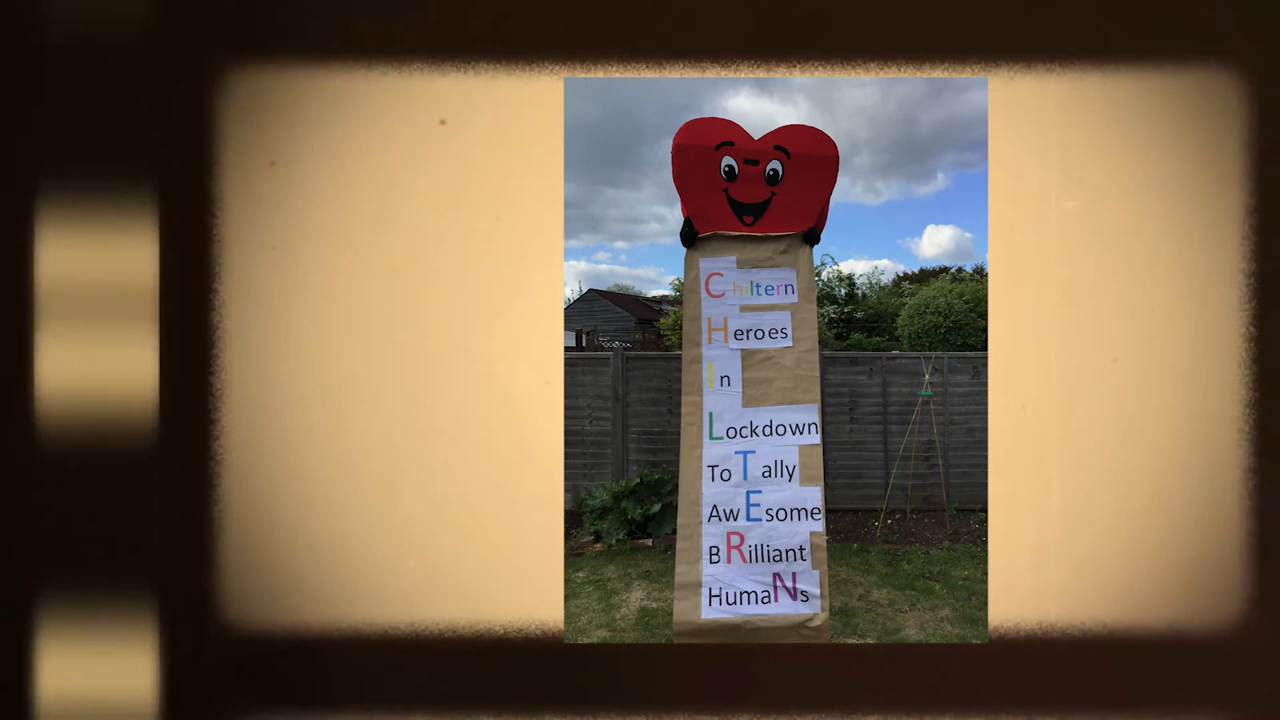 Chiltern
Heroes
In
Lockdown
ToTally
AwEsome
BRilliant
HumaNs